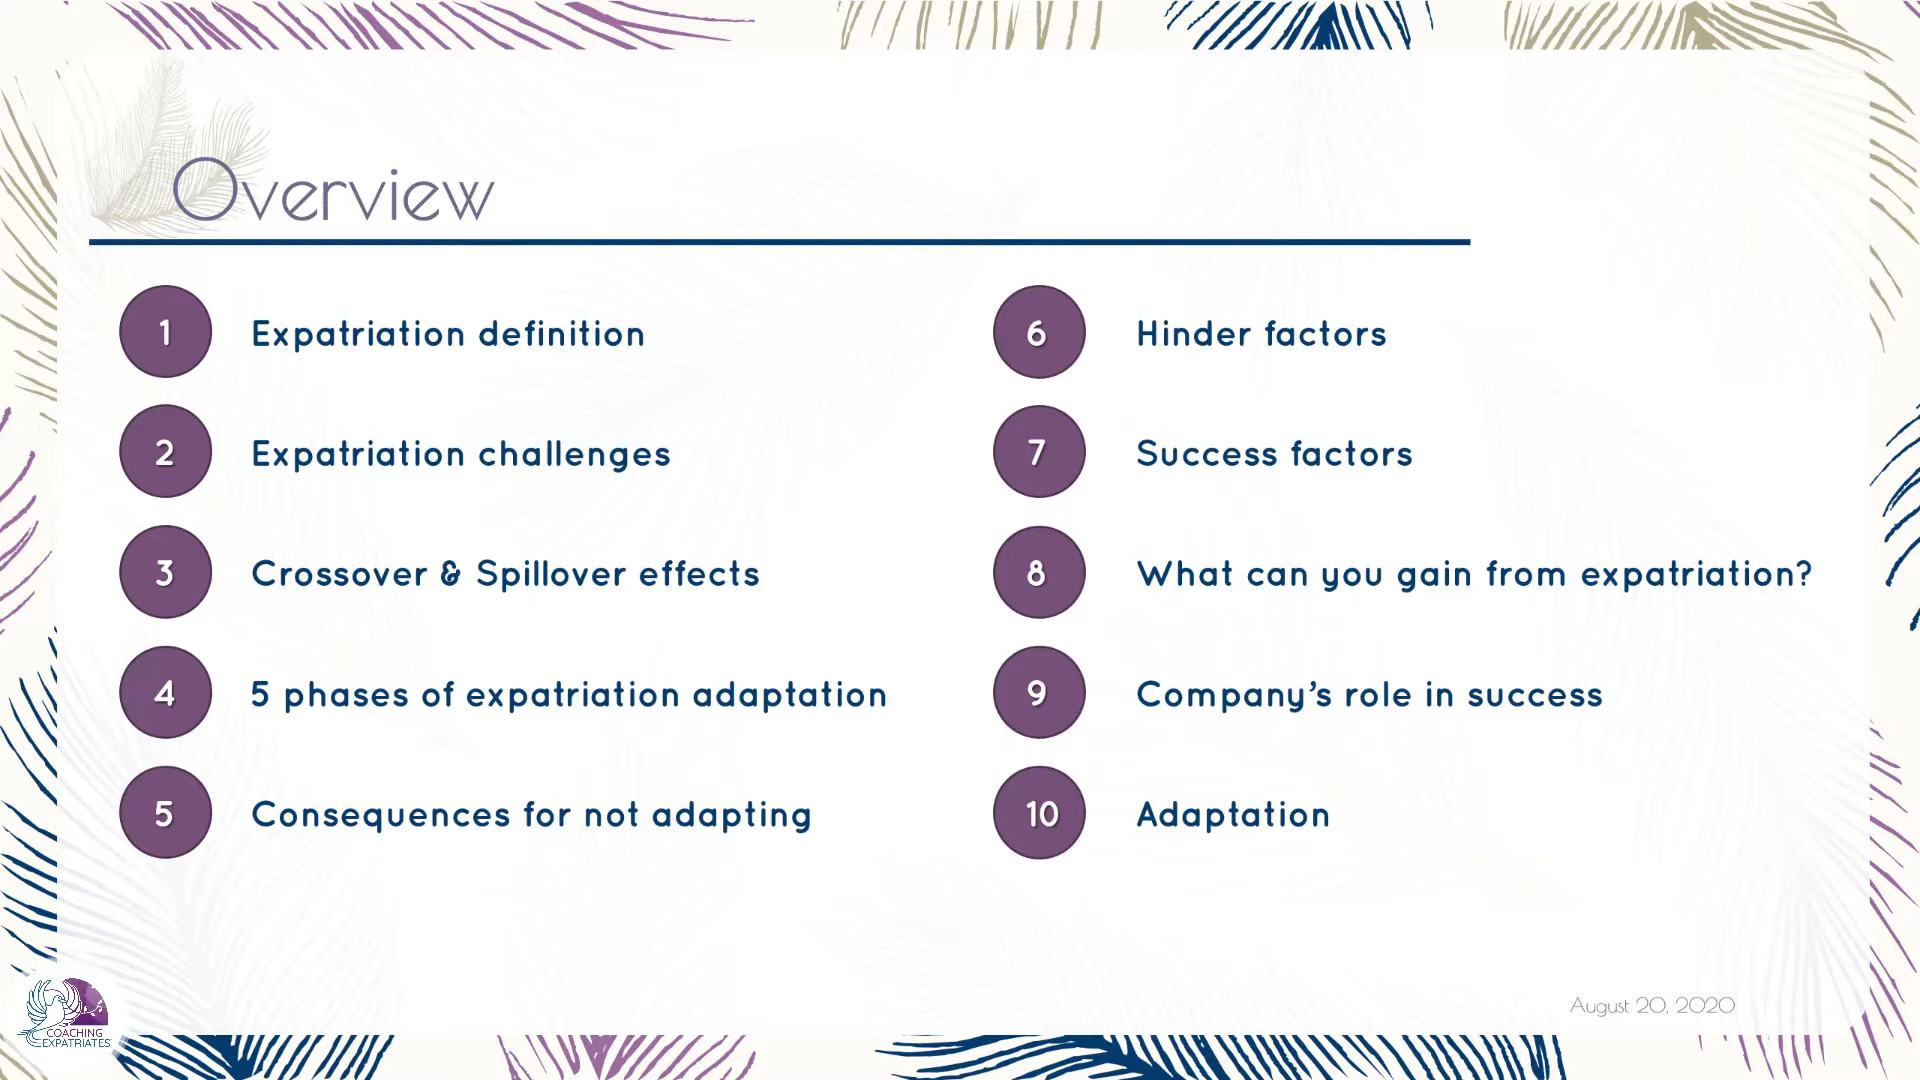 Overview
1 Expatriation definition
2 Expatriation challenges
3 Crossover & Spillover effects
4 5 phases of expatriation adaptation
5 Consequences for not adapting
6 Hinder factors
7 Success factors
8 What can you gain from expatriation?
9 Company’s role in success
10 Adaptation
August 20, 2020
COACHING
EXPATRIATES